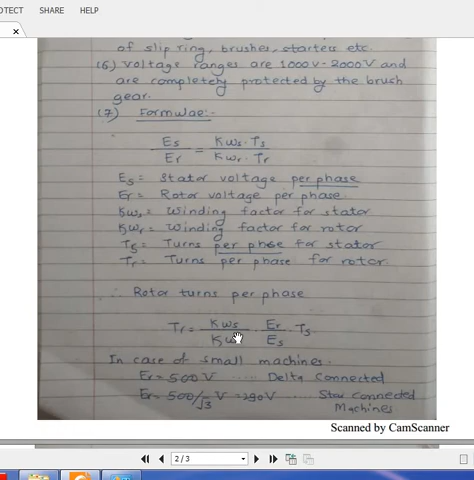 OTECT SHARE HELP
×
of slip ring, brushes, starters etc.
(6) Voltage ranges are 1000V-2000V and
are completely protected by the brush
gear.
(7) Formulae:-
Es/Er = Kws · Ts / Kwr · Tr
Es = Stator voltage per phase
Er = Rotor voltage per phase.
Kws = Winding factor for stator
Kwr = Winding factor for rotor
Ts = Turns per phase for stator
Tr = Turns per phase for rotor.
∴ Rotor turns per phase
Tr = Kws/Kw · Er/Es · Ts
In case of small machines.
Er = 500 V ..... Delta Connected
Er = 500/√3 V = 290V .... Star Connected
Machines
Scanned by CamScanner
2 / 3